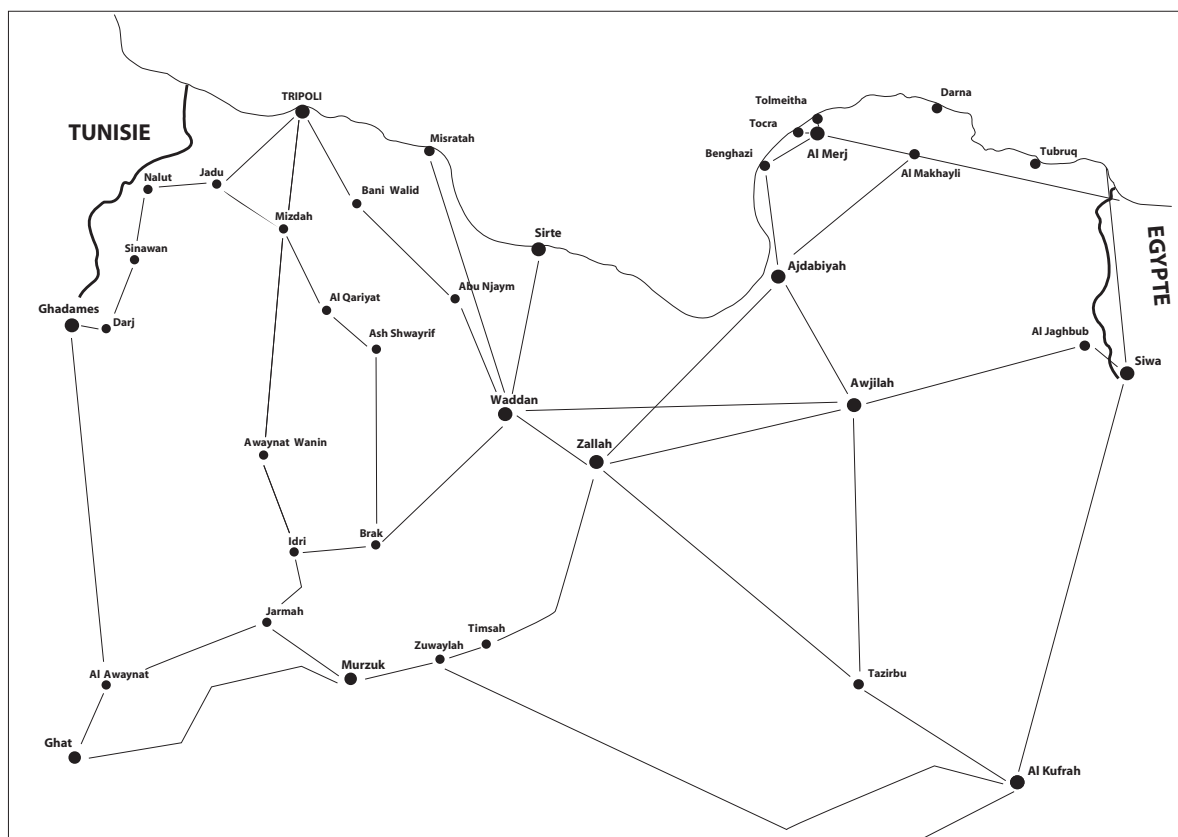 TRIPOLI
TUNISIE
Misratah
Nalut
Jadu
Bani Walid
Mizdah
Sinawan
Sirte
Ghadames
Darj
Al Qariyat
Abu Njaym
Ash Shwayrif
Waddan
Awaynat Wanin
Idri
Brak
Jarmah
Timsah
Zuwaylah
Murzuk
Al Awaynat
Ghat
Zallah
Tolmeitha
Darna
Tocra
Al Merj
Benghazi
Al Makhayli
Tubruq
EGYPTE
Ajdabiyah
Al Jaghbub
Siwa
Awjilah
Tazirbu
Al Kufrah